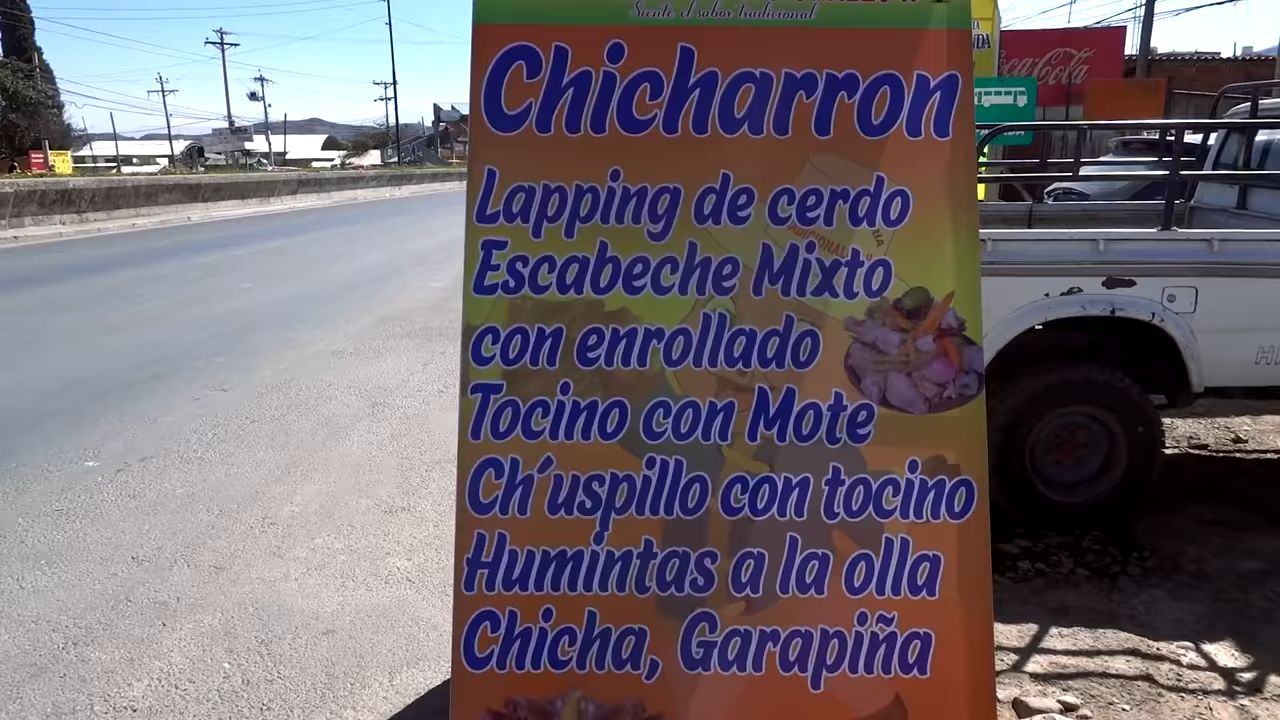 Siente el sabor tradicional
Chicharron
Lapping de cerdo
Escabeche Mixto
con enrollado
Tocino con Mote
Ch´uspillo con tocino
Humintas a la olla
Chicha, Garapiña
Coca-Cola